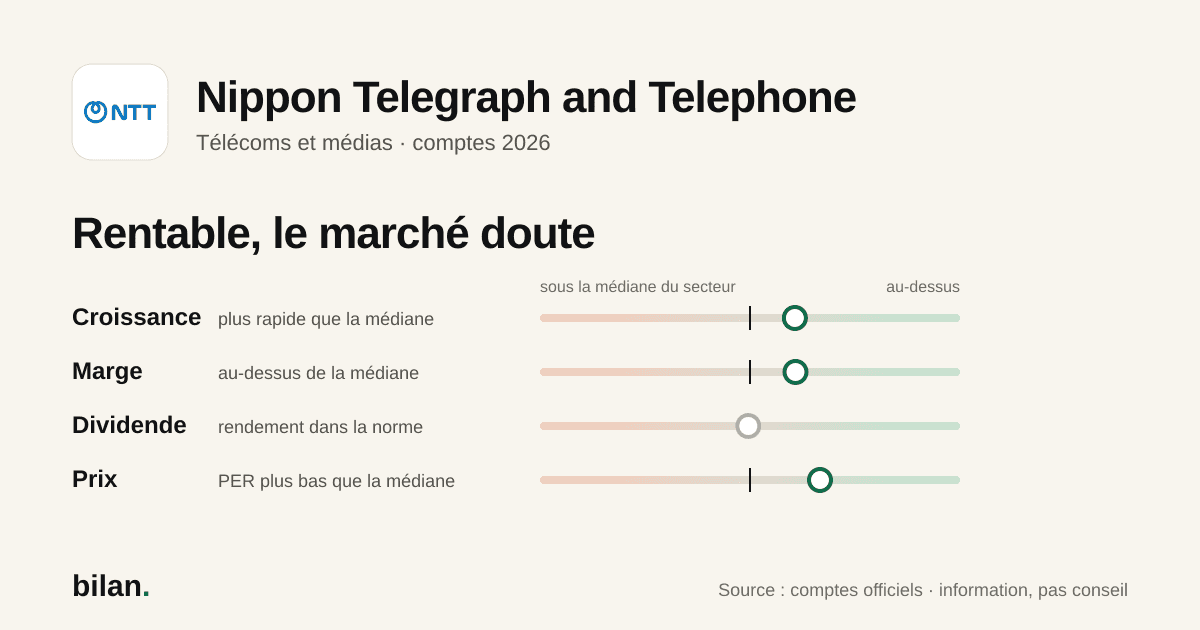 NTT
Nippon Telegraph and Telephone
Télécoms et médias · comptes 2026
Rentable, le marché doute
sous la médiane du secteur au-dessus
Croissance plus rapide que la médiane
Marge au-dessus de la médiane
Dividende rendement dans la norme
Prix PER plus bas que la médiane
bilan.
Source : comptes officiels · information, pas conseil